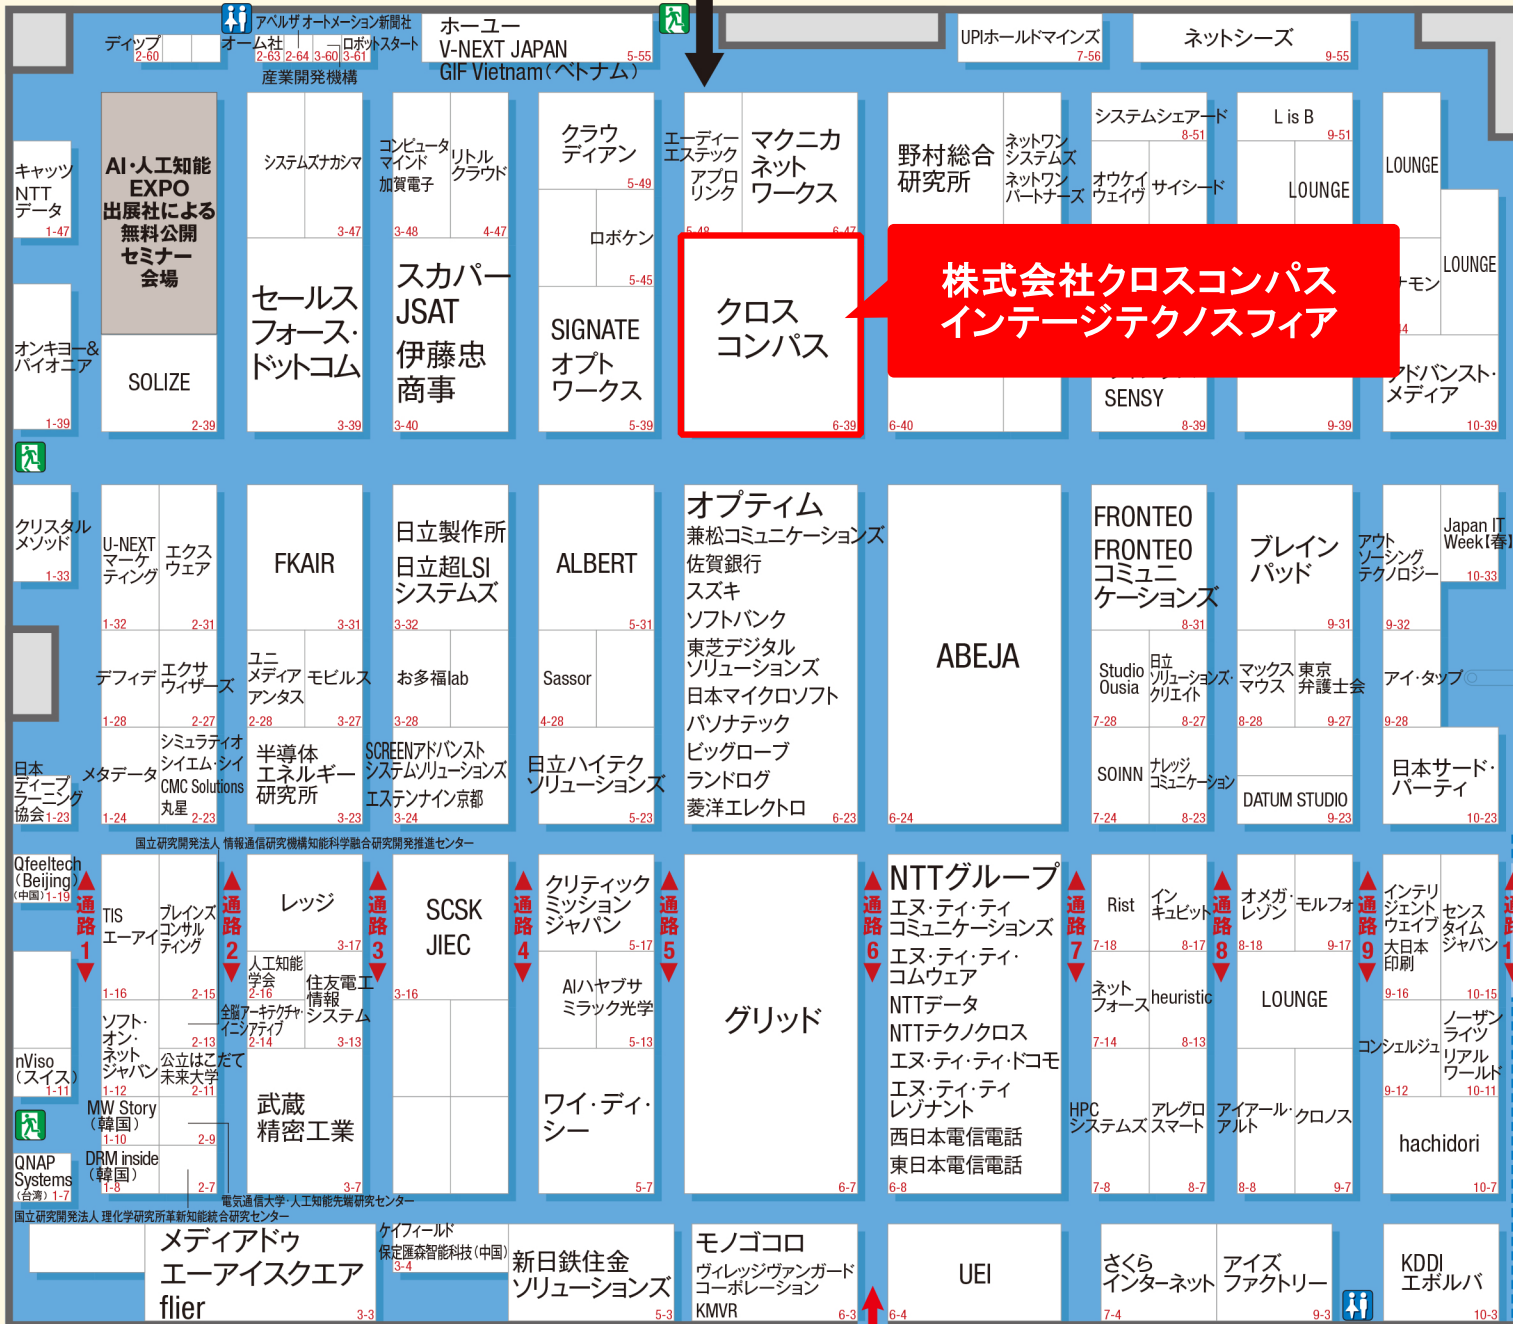 ディップ
2-60
アペルザ オートメーション新聞社
オーム社
2-63
2-64
3-60
3-61
ロボットスタート
産業開発機構
ホーユー
V-NEXT JAPAN
GIF Vietnam(ベトナム)
5-55
UPIホールドマインズ
7-56
ネットシーズ
9-55
キャッツ
NTT
データ
1-47
AI・人工知能
EXPO
出展社による
無料公開
セミナー
会場
システムズナカシマ
3-47
コンピュータ
マインド
加賀電子
3-48
リトル
クラウド
4-47
クラウ
ディアン
5-49
ロボケン
5-45
エーディー
エステック
アプロ
リンク
5-48
マクニカ
ネット
ワークス
6-47
野村総合
研究所
ネットワン
システムズ
ネットワン
パートナーズ
システムシェアード
8-51
オウケイ
ウェイヴ
サイシード
L is B
9-51
LOUNGE
LOUNGE
LOUNGE
ナモン
44
オンキヨー&
パイオニア
1-39
SOLIZE
2-39
セールス
フォース・
ドットコム
3-39
スカパー
JSAT
伊藤忠
商事
3-40
SIGNATE
オプト
ワークス
5-39
クロス
コンパス
6-39
株式会社クロスコンパス
インテージテクノスフィア
6-40
SENSY
8-39
9-39
アドバンスト・
メディア
10-39
クリスタル
メソッド
1-33
U-NEXT
マーケ
ティング
1-32
エクス
ウェア
2-31
FKAIR
3-31
日立製作所
日立超LSI
システムズ
3-32
ALBERT
5-31
オプティム
兼松コミュニケーションズ
佐賀銀行
スズキ
ソフトバンク
東芝デジタル
ソリューションズ
日本マイクロソフト
パソナテック
ビッグローブ
ランドログ
菱洋エレクトロ
6-23
ABEJA
6-24
FRONTEO
FRONTEO
コミュニ
ケーションズ
8-31
ブレイン
パッド
9-31
アウト
ソーシング
テクノロジー
9-32
Japan IT
Week【春】
10-33
デフィデ
1-28
エクサ
ウィザーズ
2-27
ユニ
メディア
アンタス
2-28
モビルス
3-27
お多福lab
3-28
Sassor
4-28
Studio
Ousia
7-28
日立
ソリューションズ・
クリエイト
8-27
マックス
マウス
8-28
東京
弁護士会
9-27
アイ・タップ
9-28
日本
ディープ
ラーニング
協会 1-23
メタデータ
1-24
シミュラティオ
シイエム・シイ
CMC Solutions
丸星
2-23
半導体
エネルギー
研究所
3-23
SCREENアドバンスト
システムソリューションズ
エステンナイン京都
3-24
日立ハイテク
ソリューションズ
5-23
SOINN
7-24
ナレッジ
コミュニケーション
8-23
DATUM STUDIO
9-23
日本サード・
パーティ
10-23
国立研究開発法人 情報通信研究機構知能科学融合研究開発推進センター
Qfeeltech
(Beijing)
(中国) 1-19
通路1
TIS
エーアイ
1-16
ブレインズ
コンサル
ティング
2-15
通路2
レッジ
3-17
通路3
SCSK
JIEC
3-16
通路4
クリティック
ミッション
ジャパン
5-17
通路5
グリッド
6-7
通路6
NTTグループ
エヌ・ティ・ティ
コミュニケーションズ
エヌ・ティ・ティ・
コムウェア
NTTデータ
NTTテクノクロス
エヌ・ティ・ティ・ドコモ
エヌ・ティ・ティ
レゾナント
西日本電信電話
東日本電信電話
6-8
通路7
Rist
7-18
イン
キュビット
8-17
通路8
オメガ・
レゾン
8-18
モルフォ
9-17
通路9
インテリ
ジェント
ウェイブ
大日本
印刷
9-16
センス
タイム
ジャパン
10-15
通路1
人工知能
学会
2-16
全脳アーキテクチャ・
イニシアティブ
2-14
住友電工
情報
システム
3-13
AIハヤブサ
ミラック光学
5-13
ネット
フォース
7-14
heuristic
8-13
LOUNGE
コンシェルジュ
9-12
ノーザン
ライツ
リアル
ワールド
10-11
nViso
(スイス)
1-11
ソフト・
オン・
ネット
ジャパン
1-12
2-13
公立はこだて
未来大学
2-11
MW Story
(韓国)
1-10
2-9
DRM inside
(韓国)
1-8
2-7
QNAP
Systems
(台湾) 1-7
武蔵
精密工業
3-7
ワイ・ディ・
シー
5-7
HPC
システムズ
7-8
アレグロ
スマート
8-7
アイアール・
アルト
8-8
クロノス
9-7
hachidori
10-7
電気通信大学・人工知能先端研究センター
国立研究開発法人 理化学研究所革新知能統合研究センター
メディアドゥ
エーアイスクエア
flier
3-3
ケイフィールド
保定匯森智能科技(中国)
3-4
新日鉄住金
ソリューションズ
5-3
モノゴコロ
ヴィレッジヴァンガード
コーポレーション
KMVR
6-3
UEI
6-4
さくら
インターネット
7-4
アイズ
ファクトリー
9-3
KDDI
エボルバ
10-3